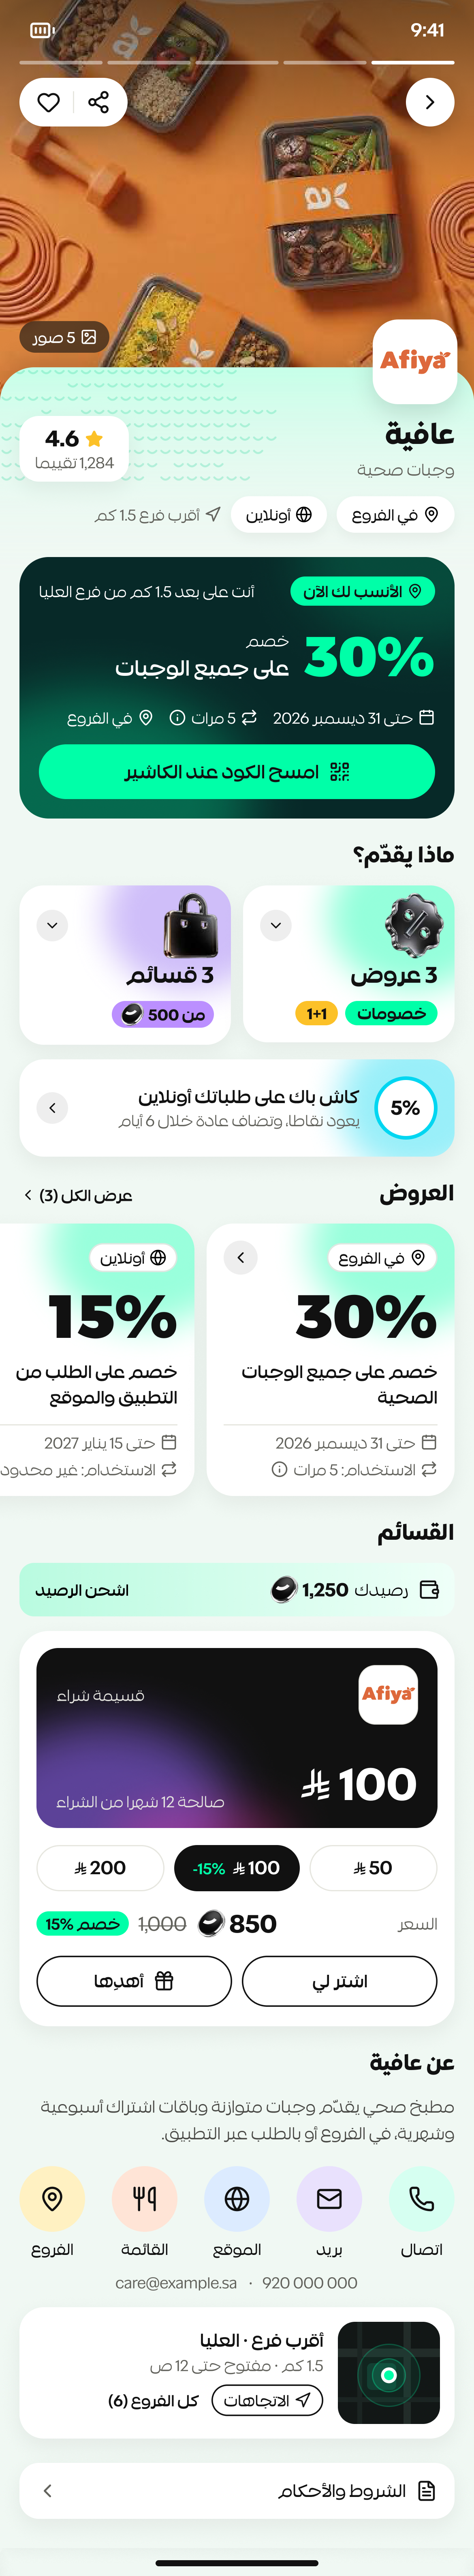 9:41
5 صور
Afiya
عافية
وجبات صحية
4.6
1,284 تقييما
في الفروع
أونلاين
أقرب فرع 1.5 كم
الأنسب لك الآن
أنت على بعد 1.5 كم من فرع العليا
30%
خصم
على جميع الوجبات
حتى 31 ديسمبر 2026
5 مرات
في الفروع
امسح الكود عند الكاشير
ماذا يقدّم؟
3 عروض
خصومات
1+1
3 قسائم
من 500
5%
كاش باك على طلباتك أونلاين
يعود نقاطا، وتضاف عادة خلال 6 أيام
العروض
عرض الكل (3)
في الفروع
30%
خصم على جميع الوجبات
الصحية
حتى 31 ديسمبر 2026
الاستخدام: 5 مرات
أونلاين
15%
خصم على الطلب من
التطبيق والموقع
حتى 15 يناير 2027
الاستخدام: غير محدود
القسائم
رصيدك 1,250
اشحن الرصيد
Afiya
قسيمة شراء
100
صالحة 12 شهرا من الشراء
50
100 -15%
200
السعر
850
1,000
خصم 15%
اشتر لي
أهدِها
عن عافية
مطبخ صحي يقدّم وجبات متوازنة وباقات اشتراك أسبوعية
وشهرية، في الفروع أو بالطلب عبر التطبيق.
اتصال
بريد
الموقع
القائمة
الفروع
920 000 000 · care@example.sa
أقرب فرع · العليا
1.5 كم · مفتوح حتى 12 ص
الاتجاهات
كل الفروع (6)
الشروط والأحكام